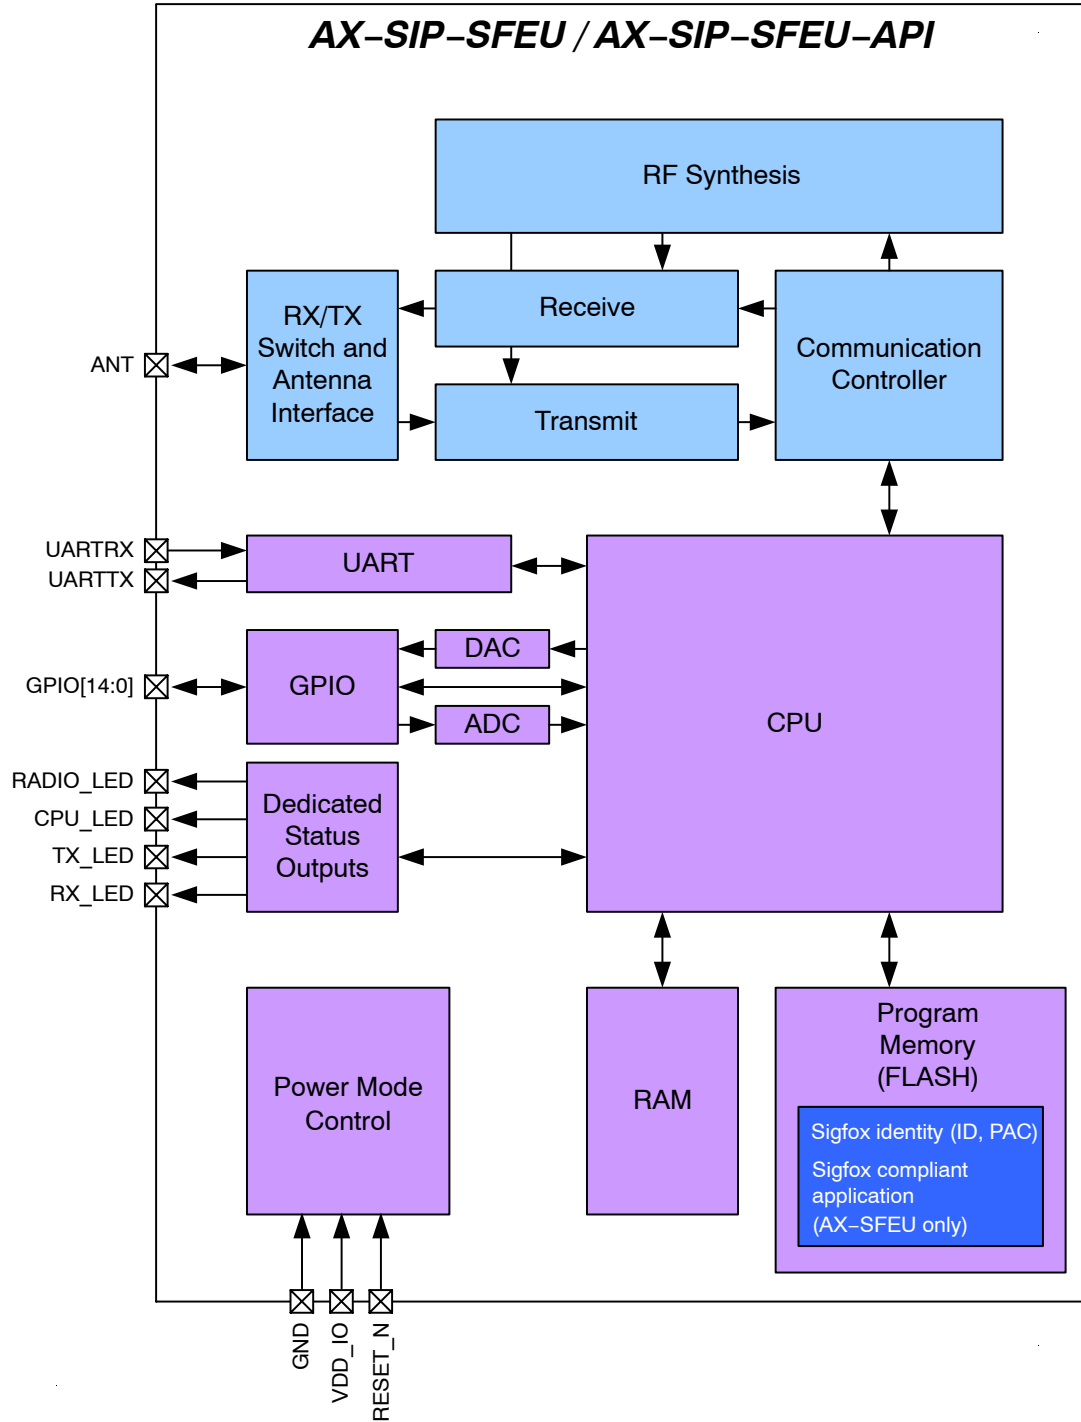 AX–SIP–SFEU / AX–SIP–SFEU–API
RF Synthesis
RX/TX
Switch and
Antenna
Interface
Receive
Communication
Controller
Transmit
ANT
UARTRX
UARTTX
UART
DAC
GPIO[14:0]
GPIO
ADC
CPU
RADIO_LED
CPU_LED
TX_LED
RX_LED
Dedicated
Status
Outputs
Power Mode
Control
RAM
Program
Memory
(FLASH)
Sigfox identity (ID, PAC)
Sigfox compliant
application
(AX–SFEU only)
GND
VDD_IO
RESET_N